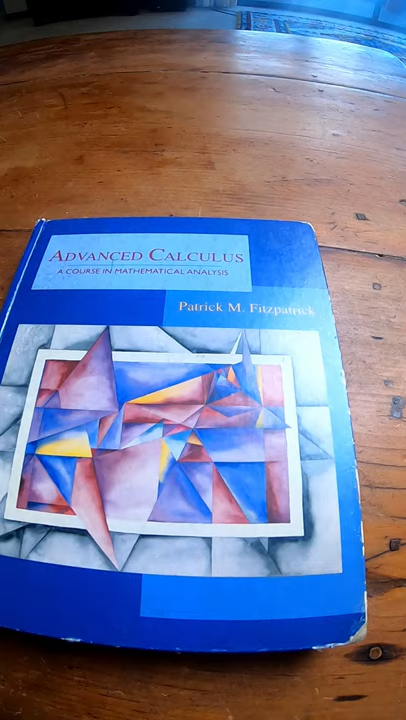 ADVANCED CALCULUS
A COURSE IN MATHEMATICAL ANALYSIS
Patrick M. Fitzpatrick